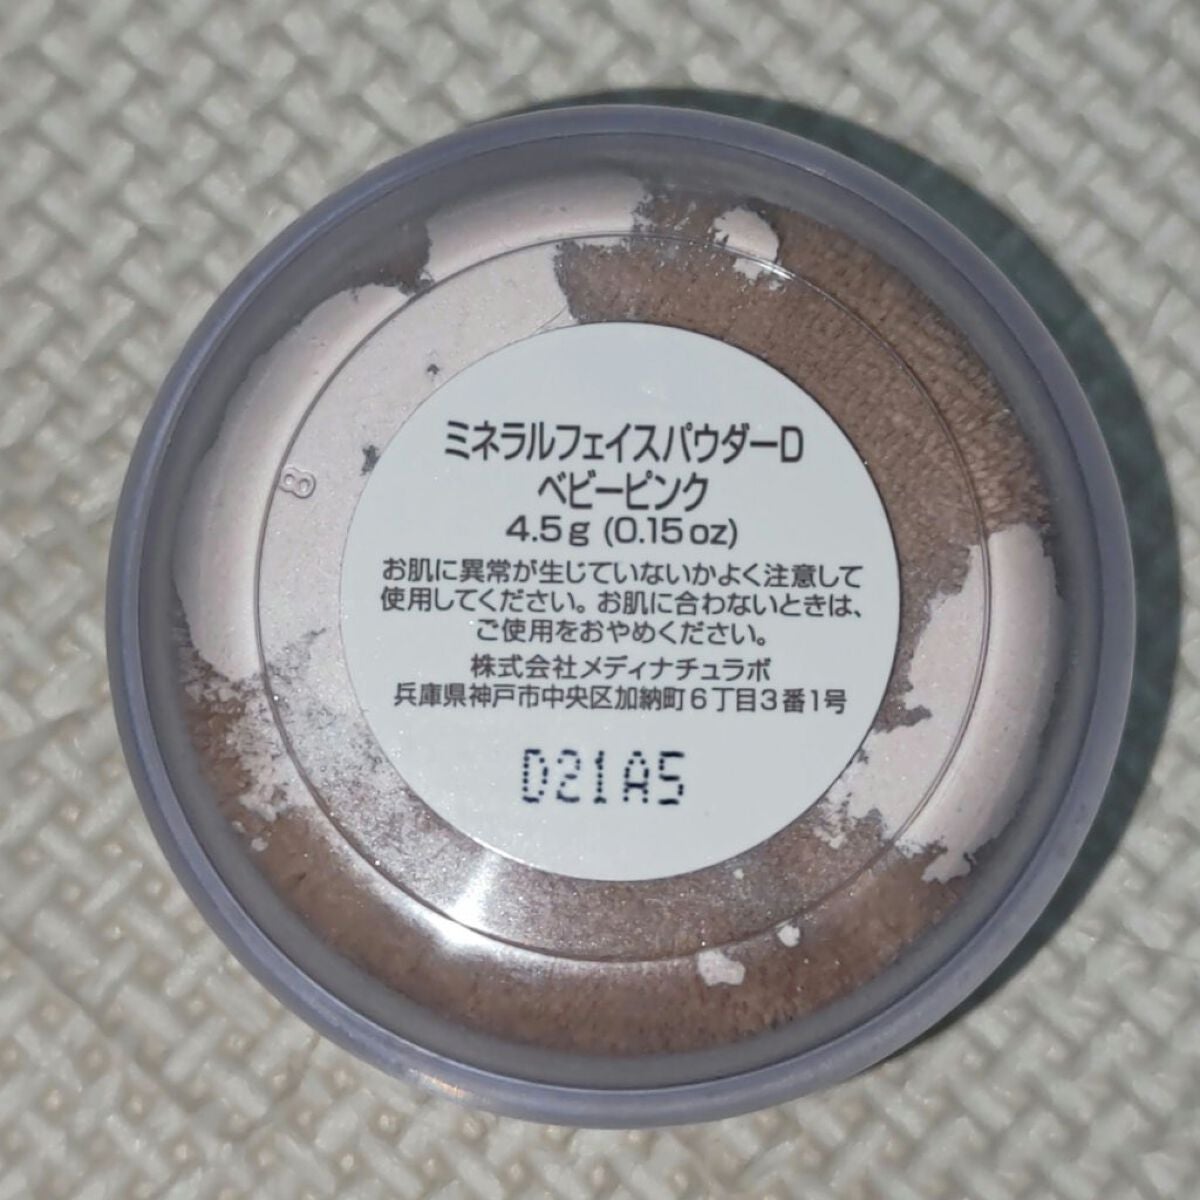 ミネラルフェイスパウダーD
ベビーピンク
4.5g (0.15oz)
お肌に異常が生じていないかよく注意して
使用してください。お肌に合わないときは、
ご使用をおやめください。
株式会社メディナチュラボ
兵庫県神戸市中央区加納町6丁目3番1号
D21A5
8